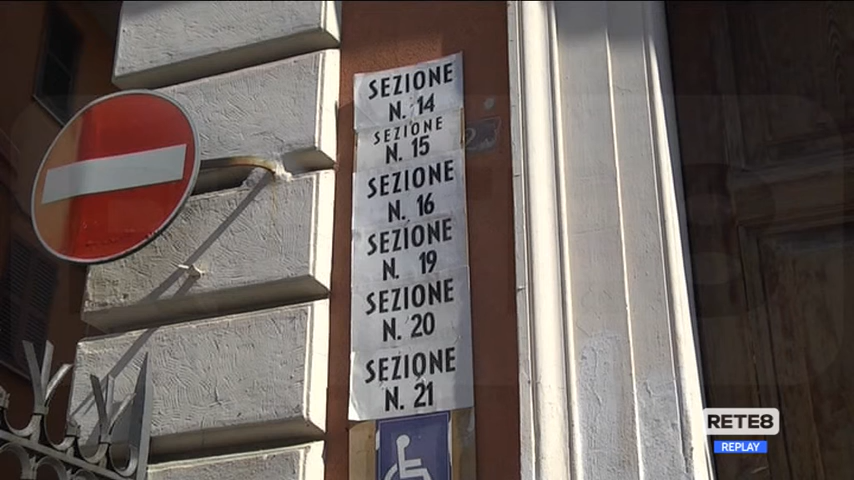 SEZIONE
N. 14
SEZIONE
N. 15
SEZIONE
N. 16
SEZIONE
N. 19
SEZIONE
N. 20
SEZIONE
N. 21
RETE8
REPLAY